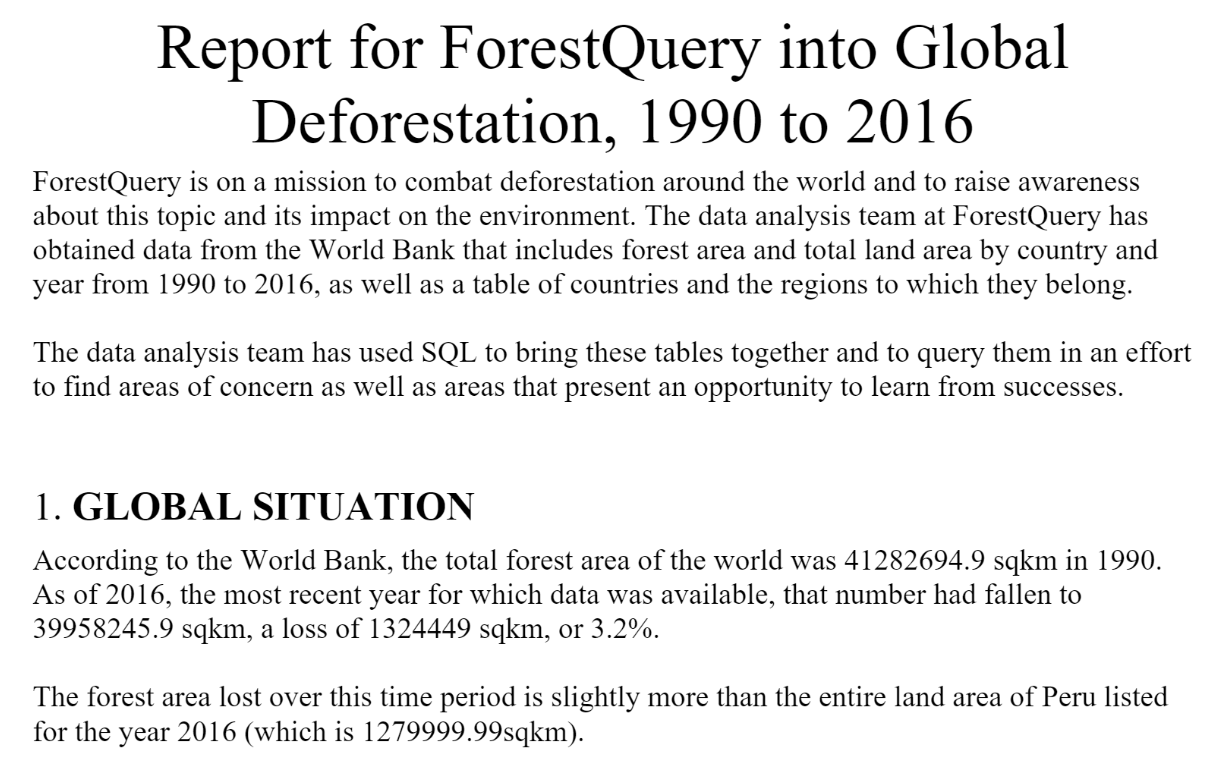 Report for ForestQuery into Global
Deforestation, 1990 to 2016
ForestQuery is on a mission to combat deforestation around the world and to raise awareness
about this topic and its impact on the environment. The data analysis team at ForestQuery has
obtained data from the World Bank that includes forest area and total land area by country and
year from 1990 to 2016, as well as a table of countries and the regions to which they belong.
The data analysis team has used SQL to bring these tables together and to query them in an effort
to find areas of concern as well as areas that present an opportunity to learn from successes.
1. GLOBAL SITUATION
According to the World Bank, the total forest area of the world was 41282694.9 sqkm in 1990.
As of 2016, the most recent year for which data was available, that number had fallen to
39958245.9 sqkm, a loss of 1324449 sqkm, or 3.2%.
The forest area lost over this time period is slightly more than the entire land area of Peru listed
for the year 2016 (which is 1279999.99sqkm).